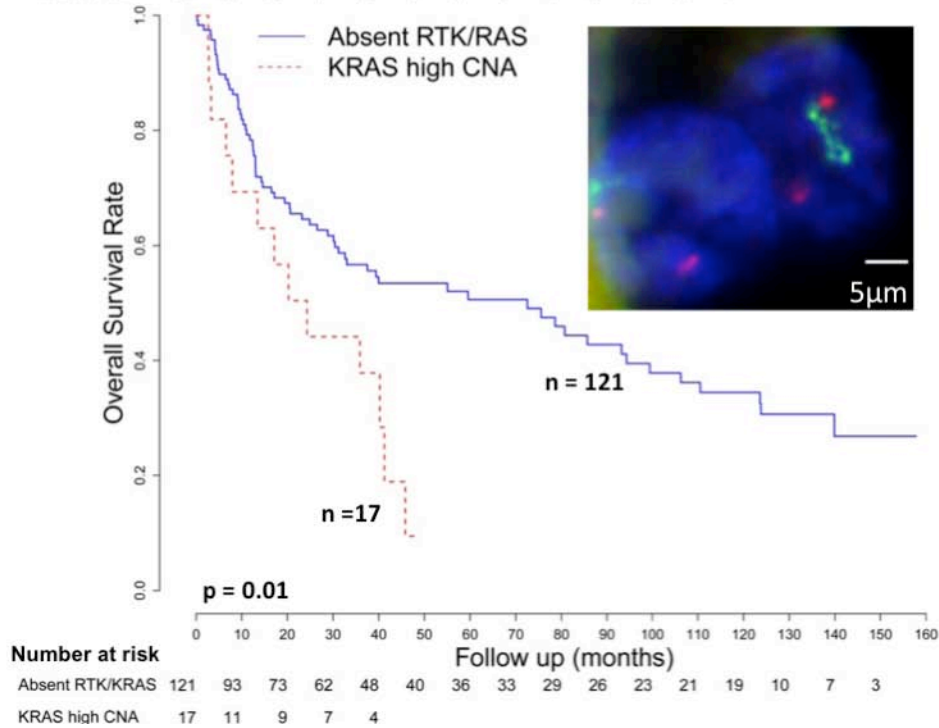 1.0
0.8
0.6
0.4
0.2
0.0
Overall Survival Rate
Absent RTK/RAS
KRAS high CNA
5µm
n = 121
n =17
p = 0.01
0 10 20 30 40 50 60 70 80 90 100 110 120 130 140 150 160
Follow up (months)
Number at risk
Absent RTK/KRAS 121 93 73 62 48 40 36 33 29 26 23 21 19 10 7 3
KRAS high CNA 17 11 9 7 4